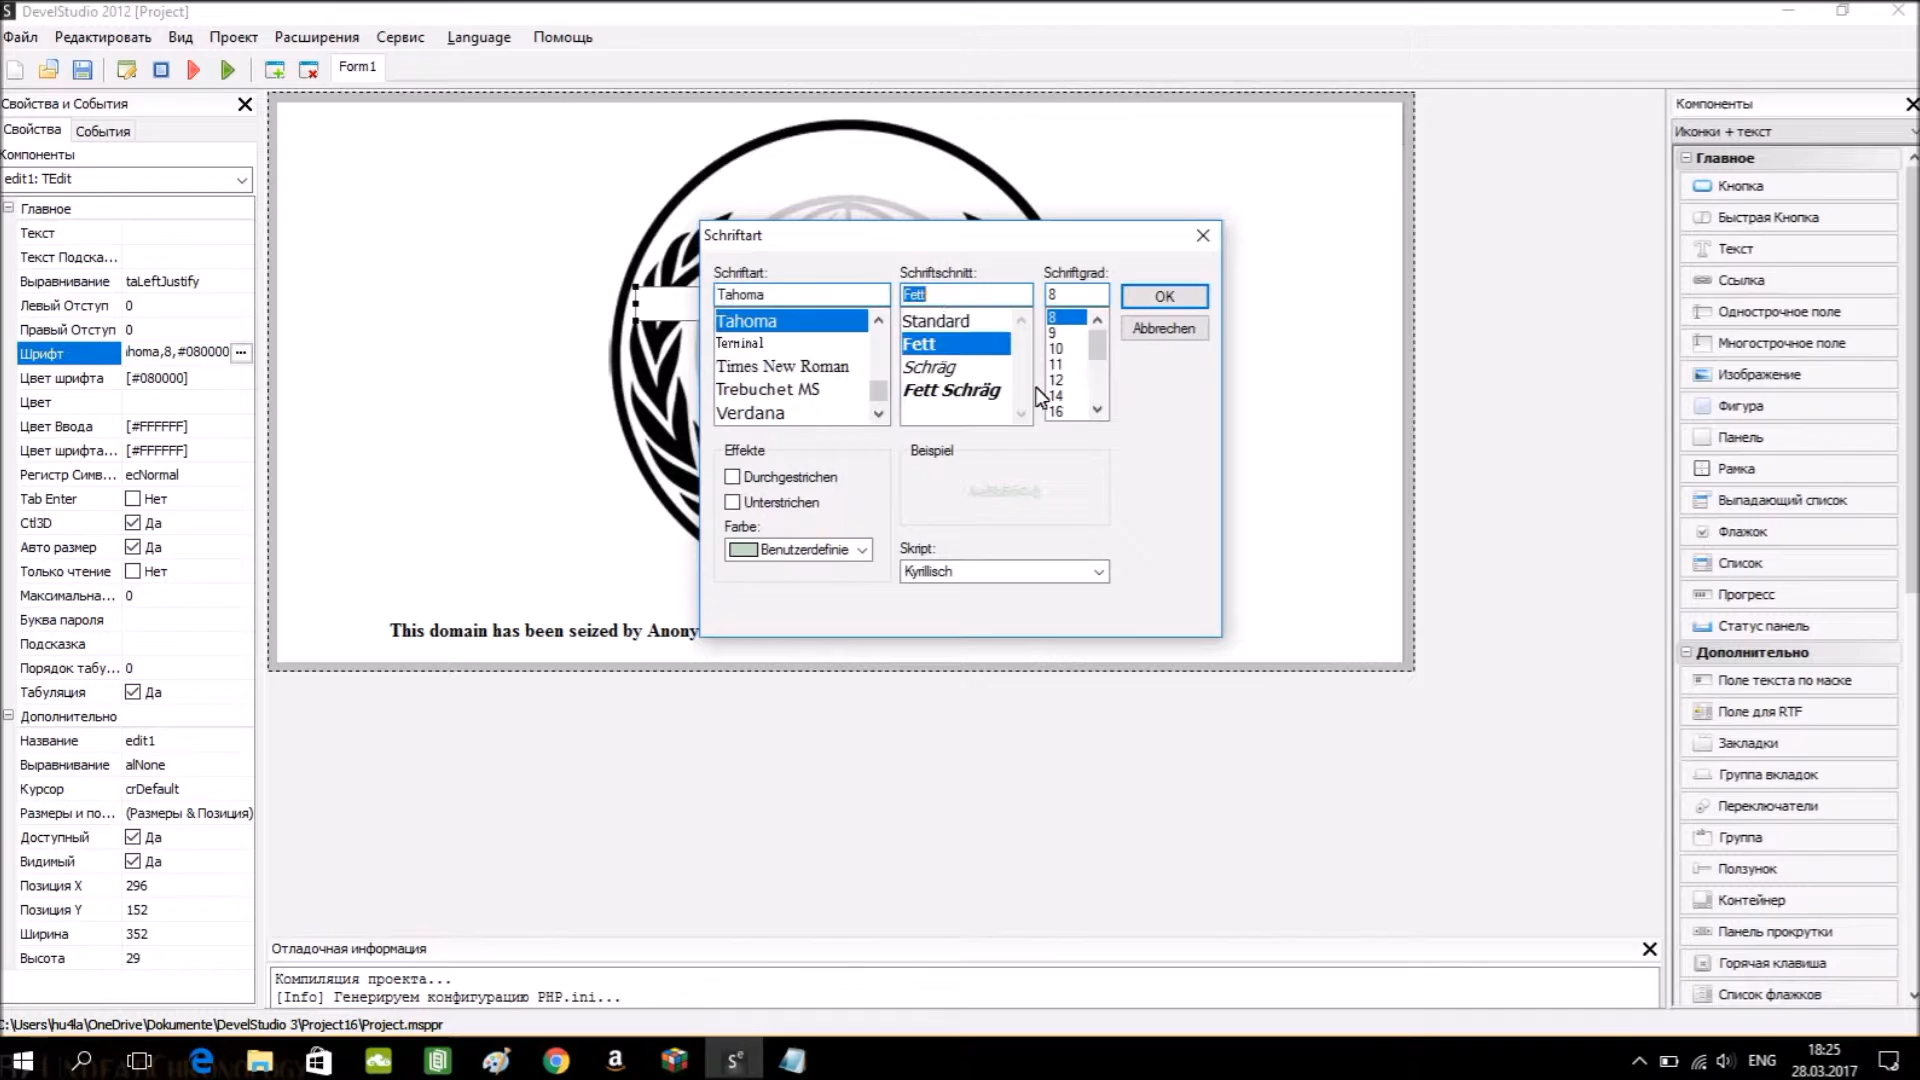 DevelStudio 2012 [Project]
Файл Редактировать Вид Проект Расширения Сервис Language Помощь
Form1
Свойства и События
Свойства События
Компоненты
edit1: TEdit
Главное
Текст
Текст Подска...
Выравнивание taLeftJustify
Левый Отступ 0
Правый Отступ 0
Шрифт homa,8,#080000 ...
Цвет шрифта [#080000]
Цвет
Цвет Ввода [#FFFFFF]
Цвет шрифта... [#FFFFFF]
Регистр Симв... ecNormal
Tab Enter Нет
Ctl3D Да
Авто размер Да
Только чтение Нет
Максимальна... 0
Буква пароля
Подсказка
Порядок табу... 0
Табуляция Да
Дополнительно
Название edit1
Выравнивание alNone
Курсор crDefault
Размеры и по... (Размеры & Позиция)
Доступный Да
Видимый Да
Позиция X 296
Позиция Y 152
Ширина 352
Высота 29
This domain has been seized by Anony
Schriftart
Schriftart: Schriftschnitt: Schriftgrad:
Tahoma Fett 8 OK
Abbrechen
Tahoma
Terminal
Times New Roman
Trebuchet MS
Verdana
Standard
Fett
Schräg
Fett Schräg
8
9
10
11
12
14
16
Effekte
Durchgestrichen
Unterstrichen
Farbe:
Benutzerdefinie
Beispiel
Skript:
Kyrillisch
Отладочная информация
Компиляция проекта...
[Info] Генерируем конфигурацию PHP.ini...
Компоненты
Иконки + текст
Главное
Кнопка
Быстрая Кнопка
Текст
Ссылка
Однострочное поле
Многострочное поле
Изображение
Фигура
Панель
Рамка
Выпадающий список
Флажок
Список
Прогресс
Статус панель
Дополнительно
Поле текста по маске
Поле для RTF
Закладки
Группа вкладок
Переключатели
Группа
Ползунок
Контейнер
Панель прокрутки
Горячая клавиша
Список флажков
C:\Users\hu4la\OneDrive\Dokumente\DevelStudio 3\Project16\Project.msppr
ENG
18:25
28.03.2017